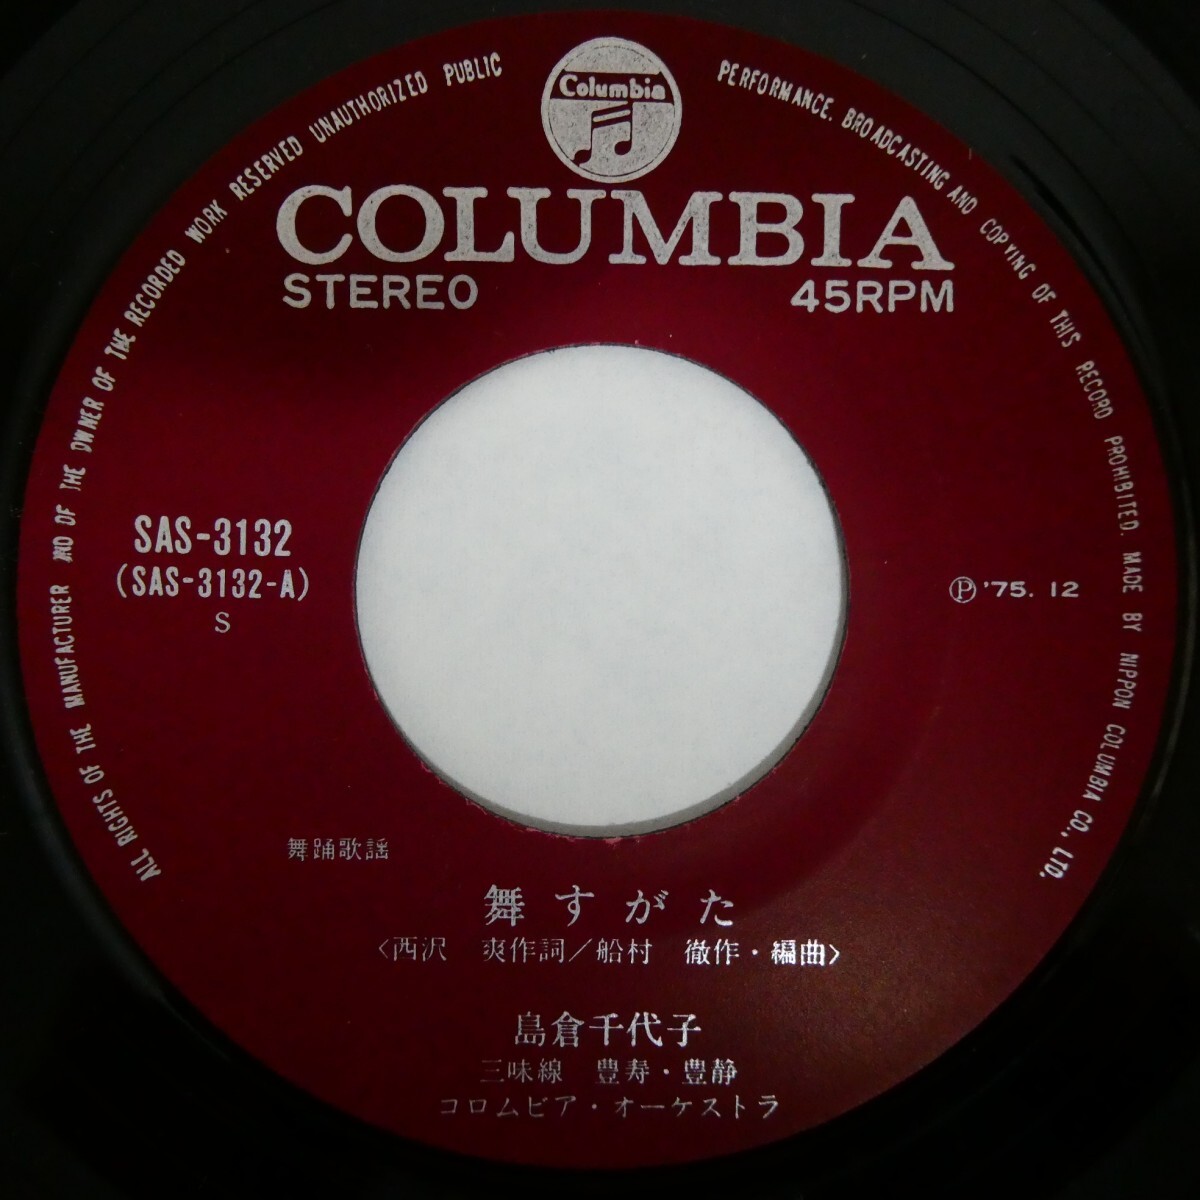 Columbia
COLUMBIA
STEREO
45RPM
SAS-3132
(SAS-3132-A)
S
Ⓟ '75. 12
舞踊歌謡
舞すがた
〈西沢 爽作詞/船村 徹作・編曲〉
島倉千代子
三味線 豊寿・豊静
コロムビア・オーケストラ
ALL RIGHTS OF THE MANUFACTURER AND OF THE OWNER OF THE RECORDED WORK RESERVED UNAUTHORIZED PUBLIC PERFORMANCE. BROADCASTING AND COPYING OF THIS RECORD PROHIBITED. MADE BY NIPPON COLUMBIA CO., LTD.